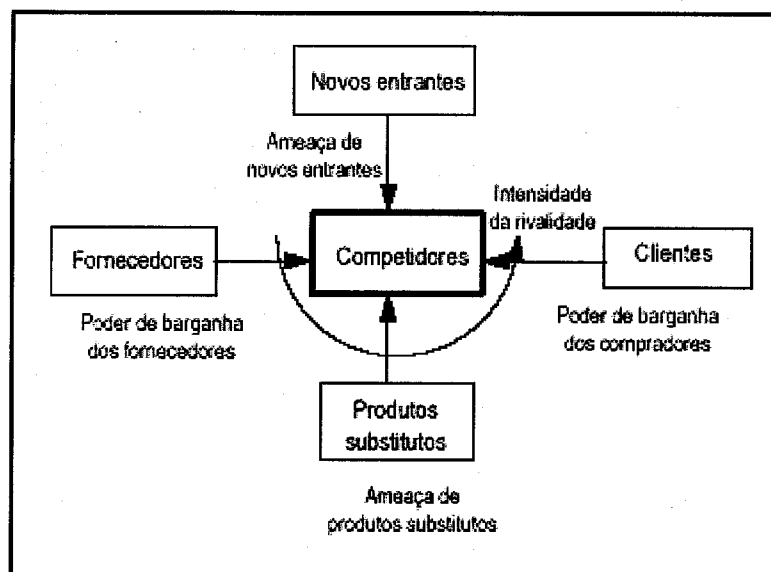 Novos entrantes
Ameaça de
novos entrantes
Intensidade
da rivalidade
Fornecedores
Competidores
Clientes
Poder de barganha
dos fornecedores
Poder de barganha
dos compradores
Produtos
substitutos
Ameaça de
produtos substitutos